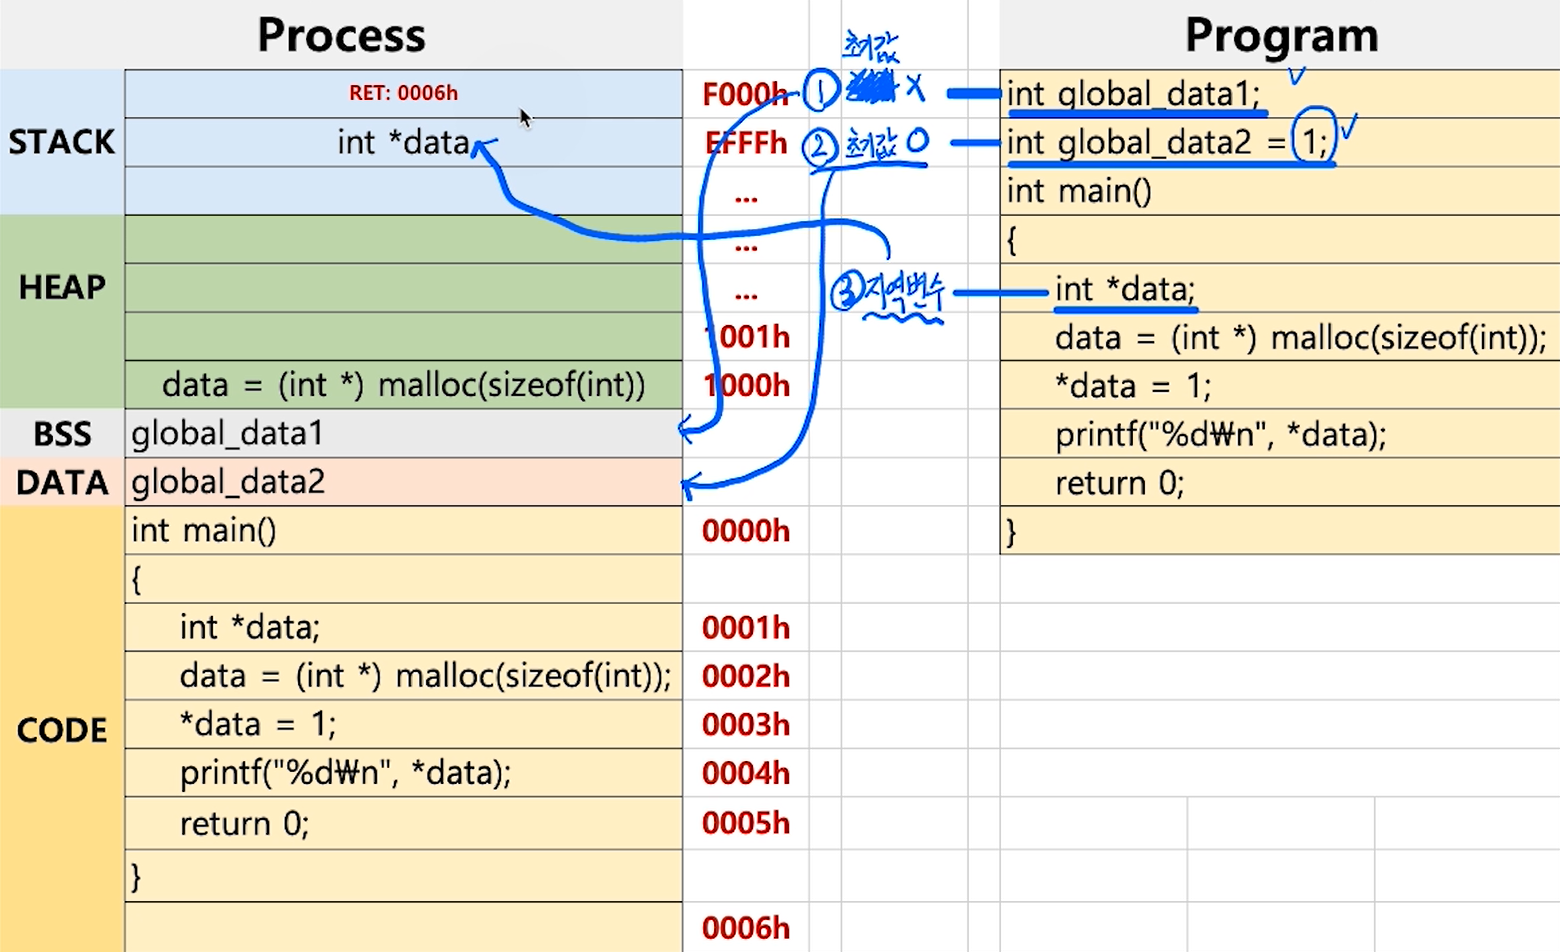 Process
Program
초기값
RET: 0006h
F000h
① X
int global_data1;
STACK
int *data
EFFFh
② 초기값 O
int global_data2 = 1;
...
int main()
...
{
HEAP
...
③ 지역변수
int *data;
1001h
data = (int *) malloc(sizeof(int));
data = (int *) malloc(sizeof(int))
1000h
*data = 1;
BSS
global_data1
printf("%d₩n", *data);
DATA
global_data2
return 0;
int main()
0000h
}
{
int *data;
0001h
data = (int *) malloc(sizeof(int));
0002h
CODE
*data = 1;
0003h
printf("%d₩n", *data);
0004h
return 0;
0005h
}
0006h